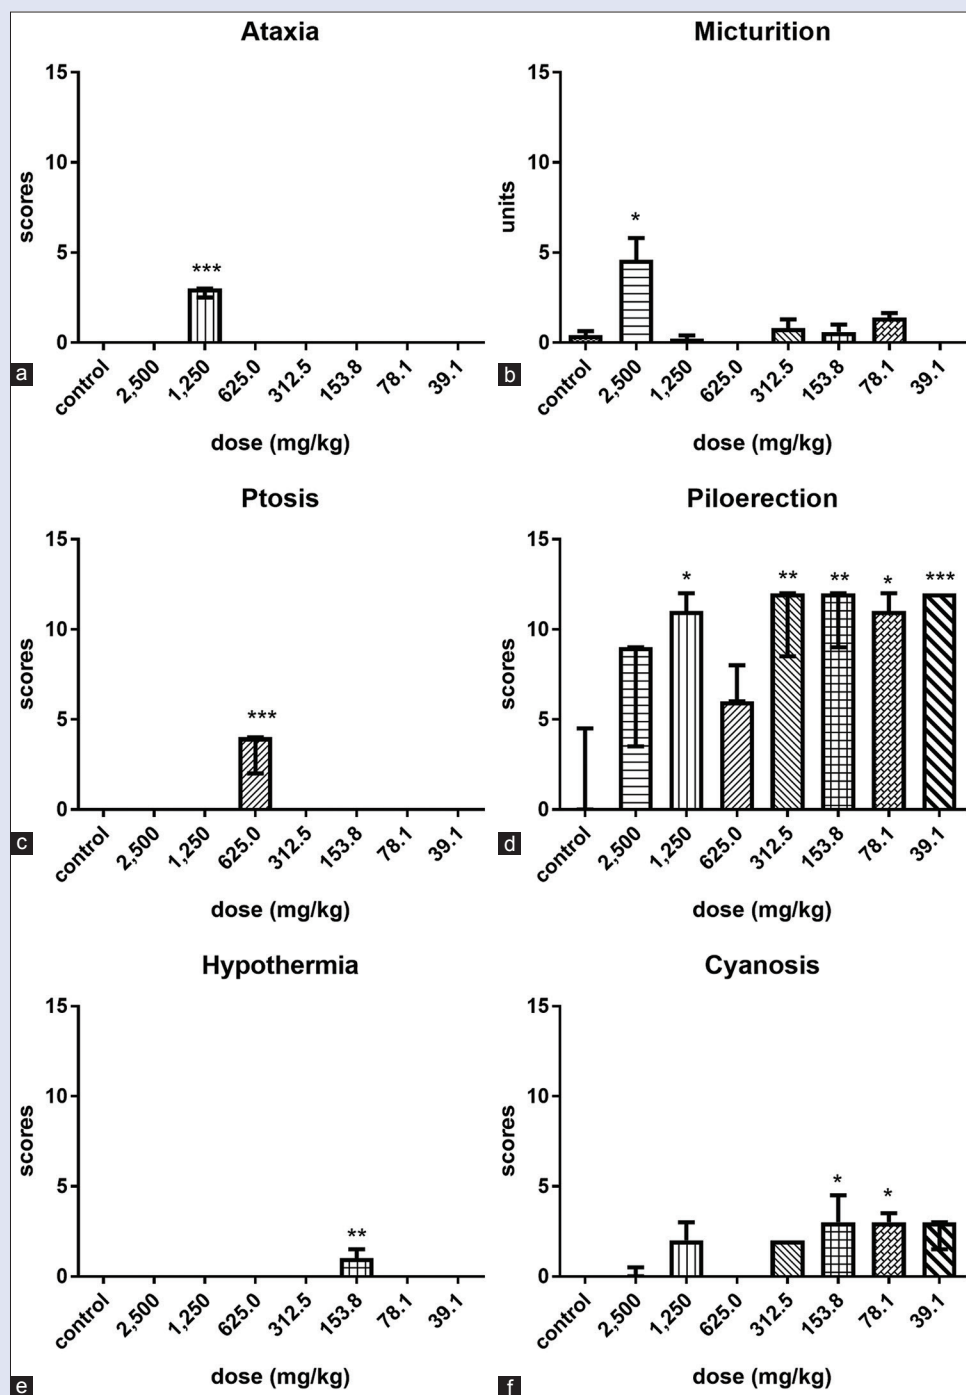 Ataxia
15
10
5
0
scores
***
control
2,500
1,250
625.0
312.5
153.8
78.1
39.1
dose (mg/kg)
a
Micturition
15
10
5
0
units
*
control
2,500
1,250
625.0
312.5
153.8
78.1
39.1
dose (mg/kg)
b
Ptosis
15
10
5
0
scores
***
control
2,500
1,250
625.0
312.5
153.8
78.1
39.1
dose (mg/kg)
c
Piloerection
15
10
5
0
scores
*
**
**
*
***
control
2,500
1,250
625.0
312.5
153.8
78.1
39.1
dose (mg/kg)
d
Hypothermia
15
10
5
0
scores
**
control
2,500
1,250
625.0
312.5
153.8
78.1
39.1
dose (mg/kg)
e
Cyanosis
15
10
5
0
scores
*
*
control
2,500
1,250
625.0
312.5
153.8
78.1
39.1
dose (mg/kg)
f